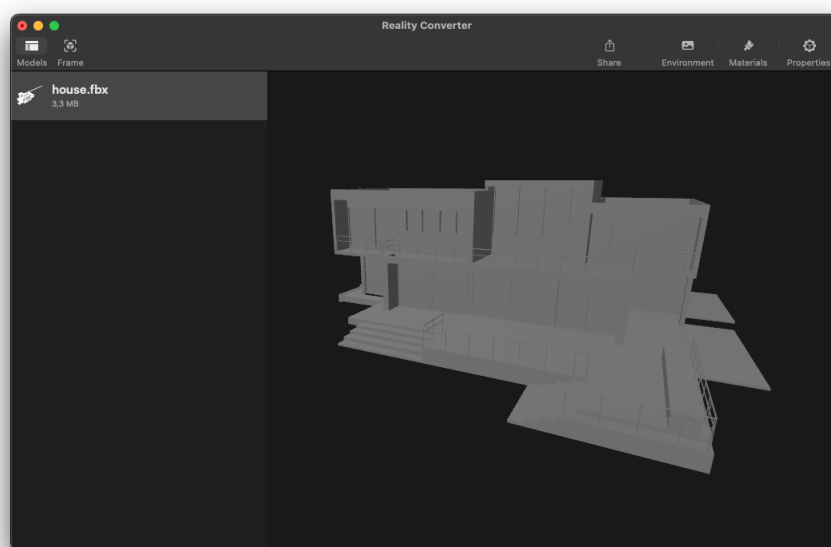 Reality Converter
Models
Frame
Share
Environment
Materials
Properties
house.fbx
3,3 MB